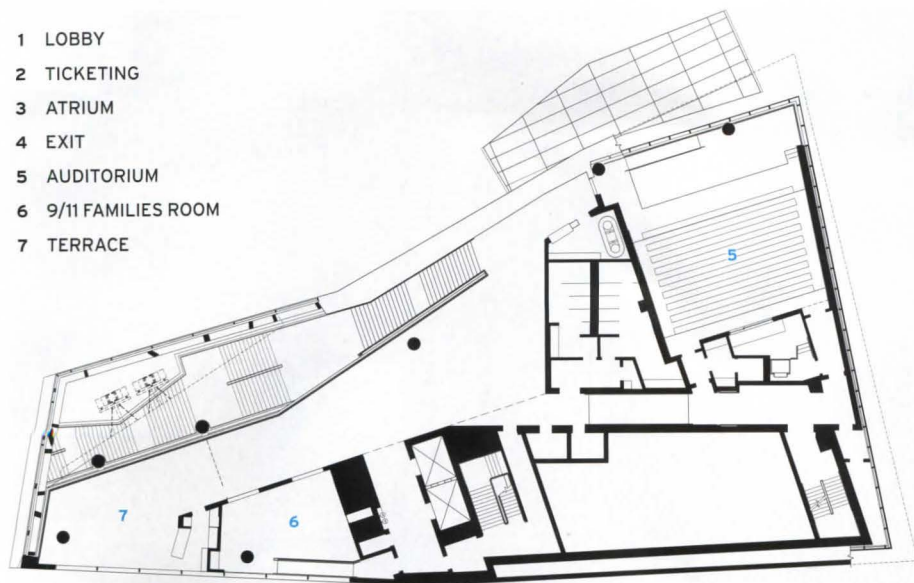 1 LOBBY
2 TICKETING
3 ATRIUM
4 EXIT
5 AUDITORIUM
6 9/11 FAMILIES ROOM
7 TERRACE
5
7
6